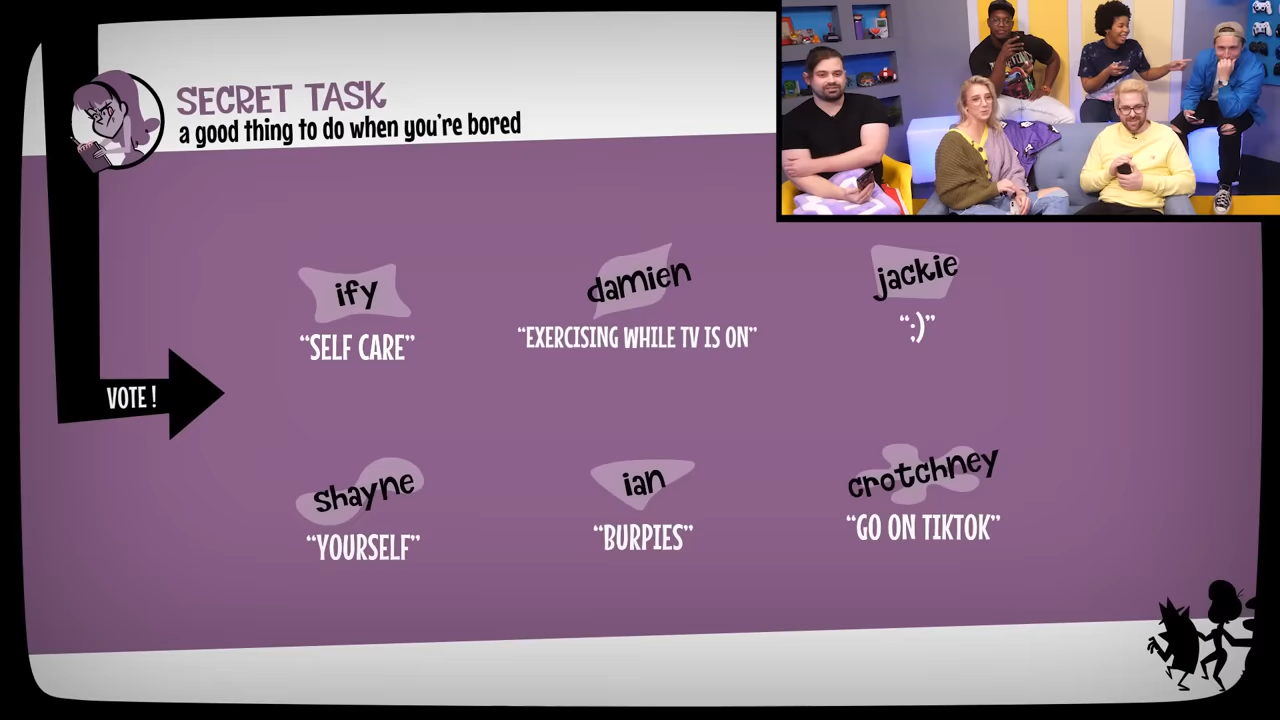 SECRET TASK
a good thing to do when you're bored
ify
damien
jackie
"SELF CARE"
"EXERCISING WHILE TV IS ON"
":)"
VOTE!
shayne
ian
crotchney
"YOURSELF"
"BURPIES"
"GO ON TIKTOK"